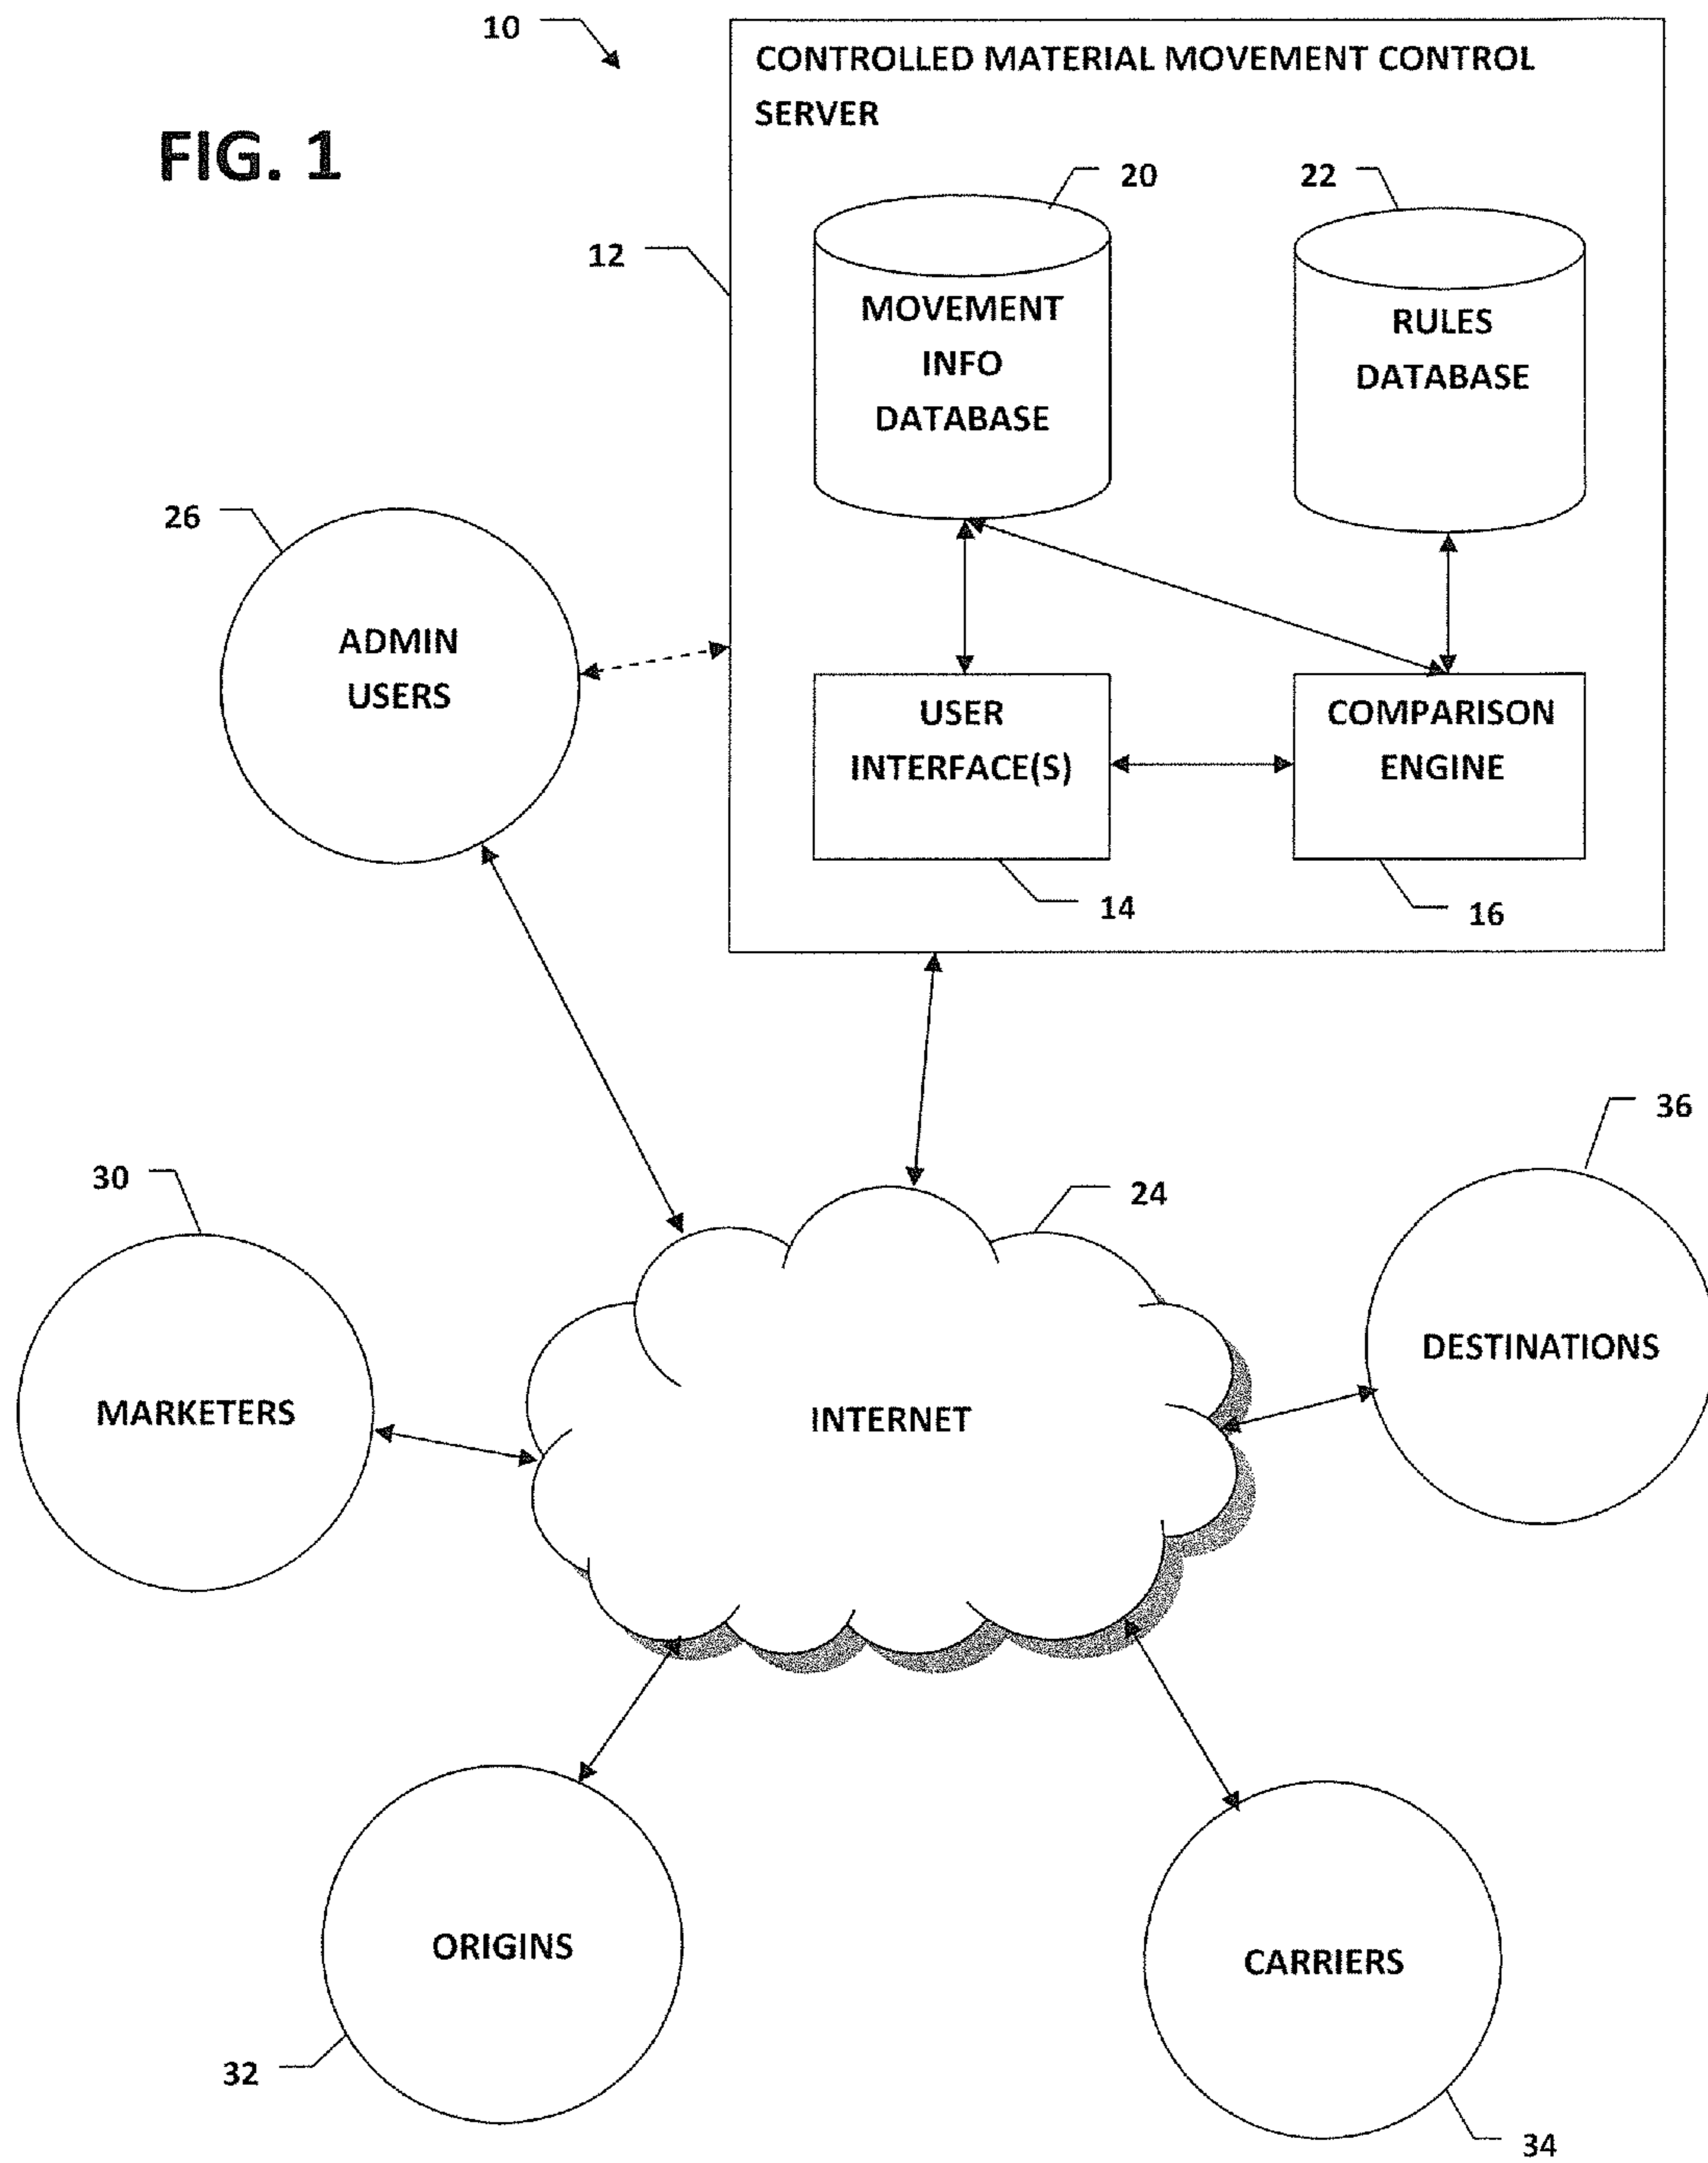 10
CONTROLLED MATERIAL MOVEMENT CONTROL
SERVER
FIG. 1
20
22
12
MOVEMENT
INFO
DATABASE
RULES
DATABASE
26
ADMIN
USERS
USER
INTERFACE(S)
COMPARISON
ENGINE
14
16
36
30
24
DESTINATIONS
MARKETERS
INTERNET
ORIGINS
CARRIERS
32
34